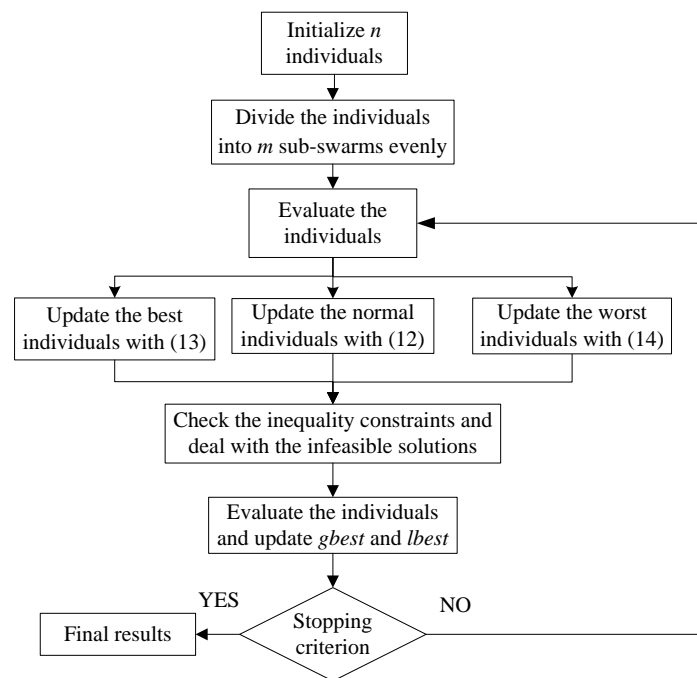 Initialize n
individuals
Divide the individuals
into m sub-swarms evenly
Evaluate the
individuals
Update the best
individuals with (13)
Update the normal
individuals with (12)
Update the worst
individuals with (14)
Check the inequality constraints and
deal with the infeasible solutions
Evaluate the individuals
and update gbest and lbest
YES
NO
Stopping
criterion
Final results